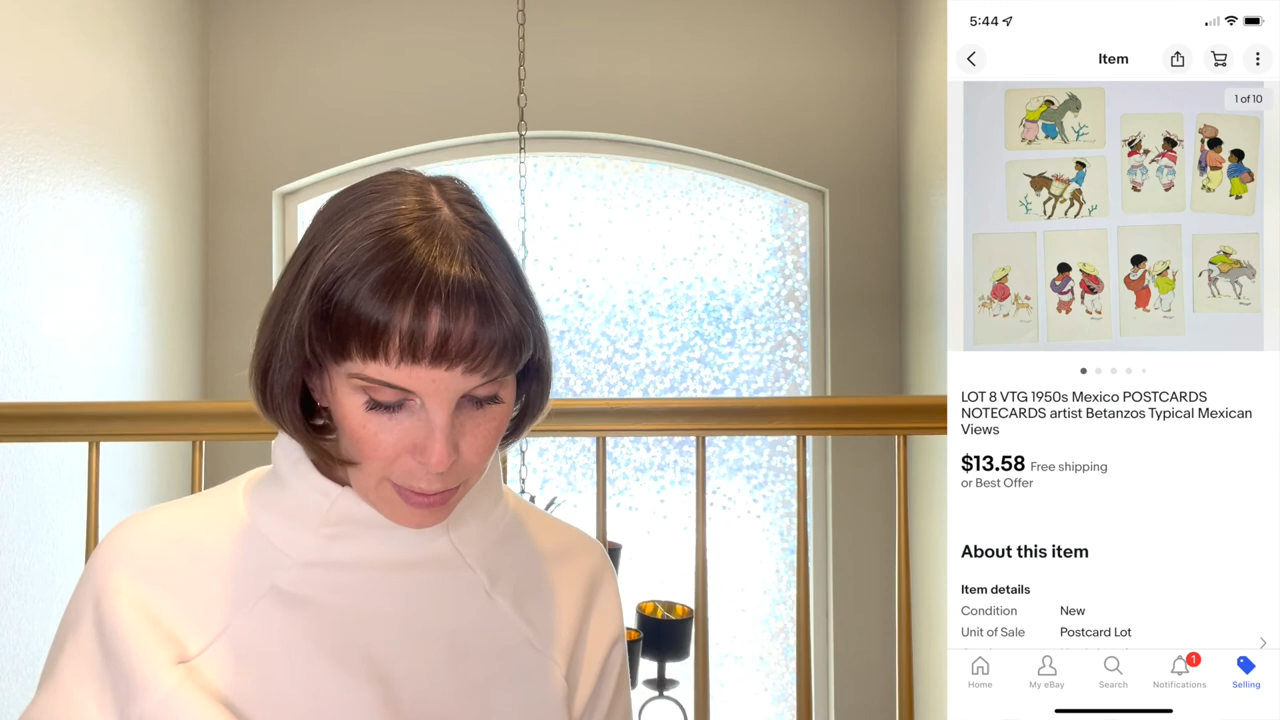 5:44
Item
1 of 10
LOT 8 VTG 1950s Mexico POSTCARDS
NOTECARDS artist Betanzos Typical Mexican
Views
$13.58 Free shipping
or Best Offer
About this item
Item details
Condition New
Unit of Sale Postcard Lot
1
Home
My eBay
Search
Notifications
Selling